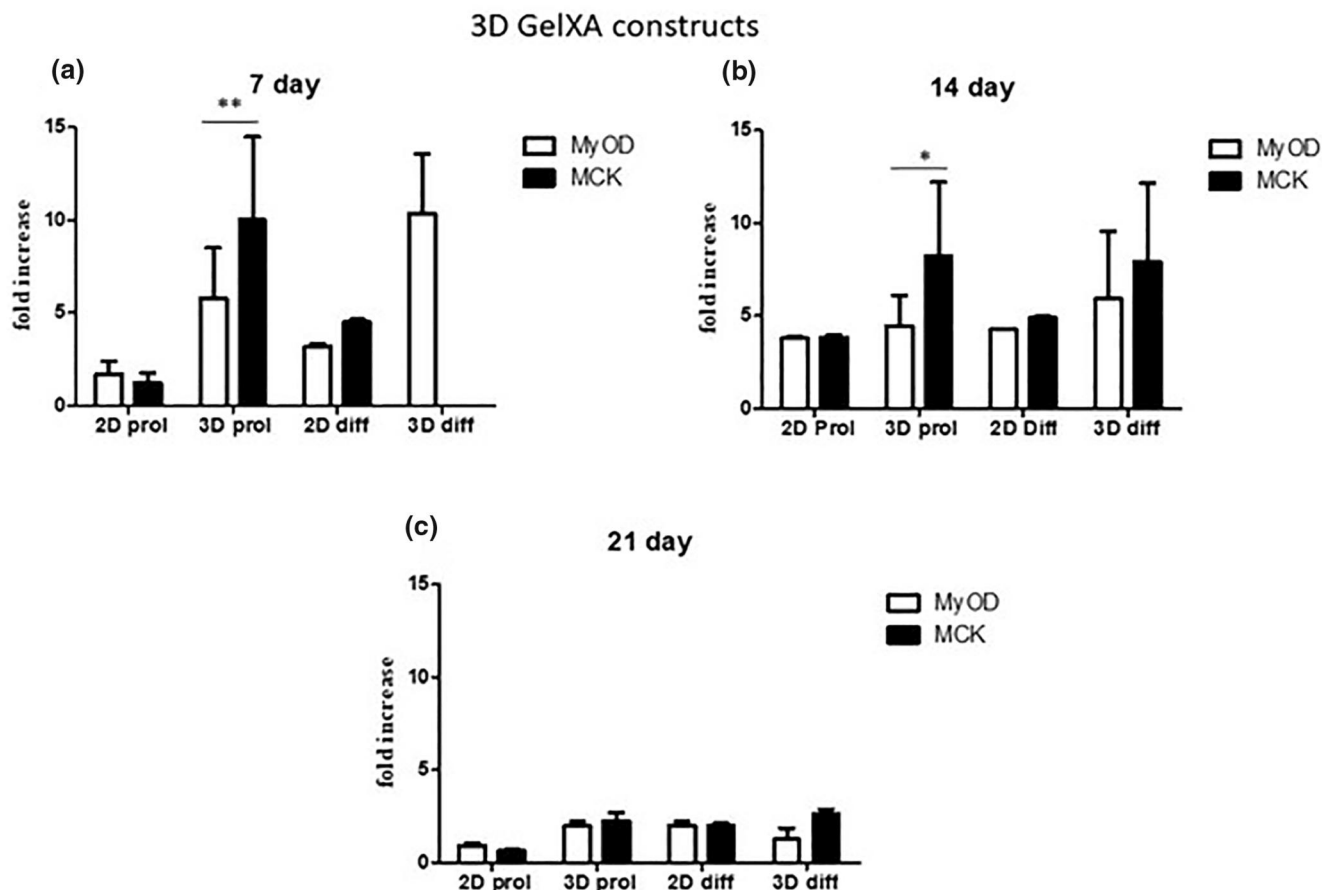 3D GelXA constructs
(a)
7 day
**
fold increase
15
10
5
0
2D prol 3D prol 2D diff 3D diff
MyOD
MCK
(b)
14 day
*
fold increase
15
10
5
0
2D Prol 3D prol 2D Diff 3D diff
MyOD
MCK
(c)
21 day
fold increase
15
10
5
0
2D prol 3D prol 2D diff 3D diff
MyOD
MCK